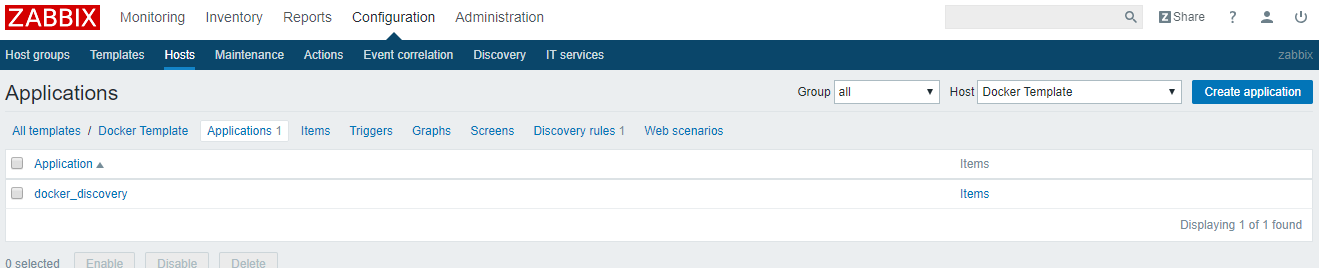 ZABBIX Monitoring Inventory Reports Configuration Administration Z Share ?
Host groups Templates Hosts Maintenance Actions Event correlation Discovery IT services zabbix
Applications Group all Host Docker Template Create application
All templates / Docker Template Applications 1 Items Triggers Graphs Screens Discovery rules 1 Web scenarios
Application Items
docker_discovery Items
Displaying 1 of 1 found
0 selected Enable Disable Delete